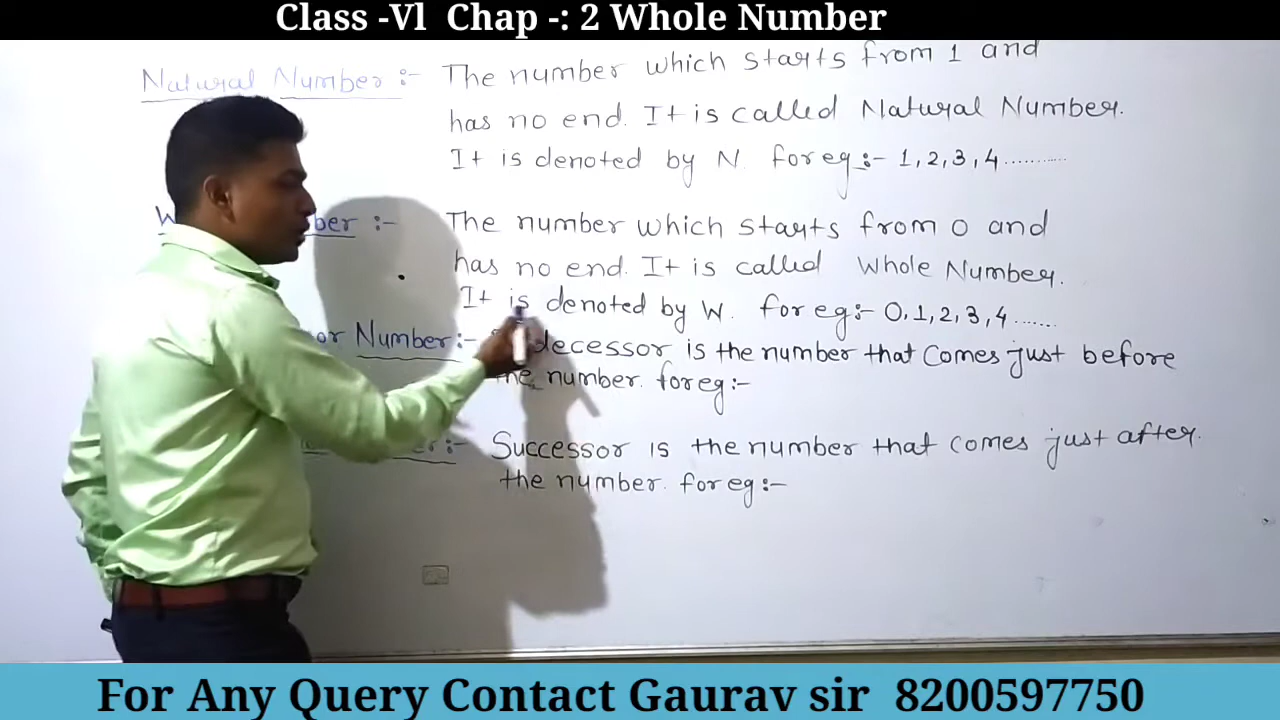 Class -Vl Chap -: 2 Whole Number
Natural Number :- The number which starts from 1 and
has no end. It is called Natural Number.
It is denoted by N. for eg :- 1, 2, 3, 4 ...........
ber :- The number which starts from 0 and
has no end. It is called Whole Number.
It is denoted by W. for eg :- 0, 1, 2, 3, 4 .......
or Number :- decessor is the number that comes just before
the number. for eg :-
:- Successor is the number that comes just after.
the number. for eg :-
For Any Query Contact Gaurav sir 8200597750